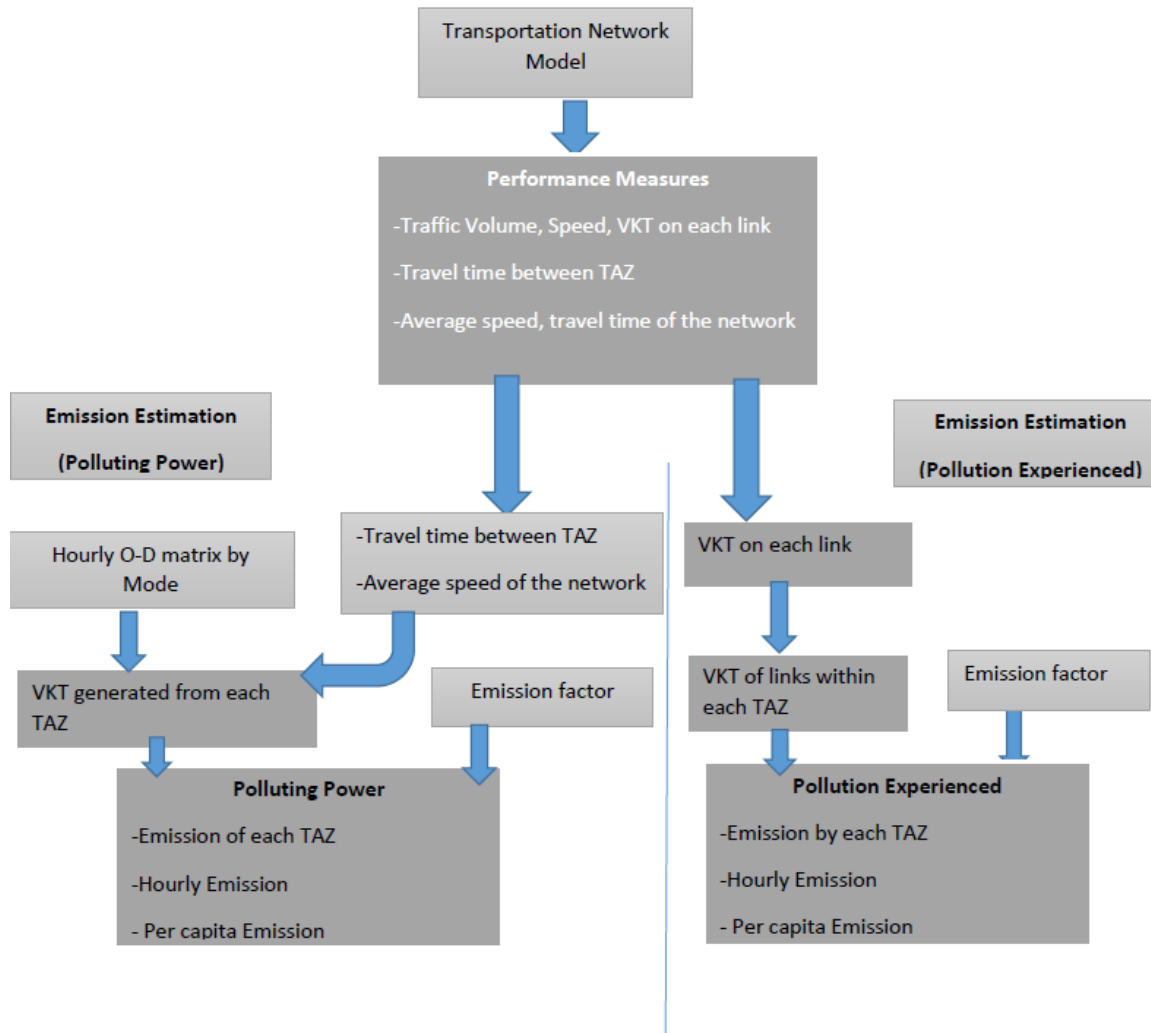 Transportation Network
Model
Performance Measures
-Traffic Volume, Speed, VKT on each link
-Travel time between TAZ
-Average speed, travel time of the network
Emission Estimation
(Polluting Power)
Emission Estimation
(Pollution Experienced)
Hourly O-D matrix by
Mode
-Travel time between TAZ
-Average speed of the network
VKT on each link
VKT generated from each
TAZ
Emission factor
VKT of links within
each TAZ
Emission factor
Polluting Power
-Emission of each TAZ
-Hourly Emission
- Per capita Emission
Pollution Experienced
-Emission by each TAZ
-Hourly Emission
- Per capita Emission